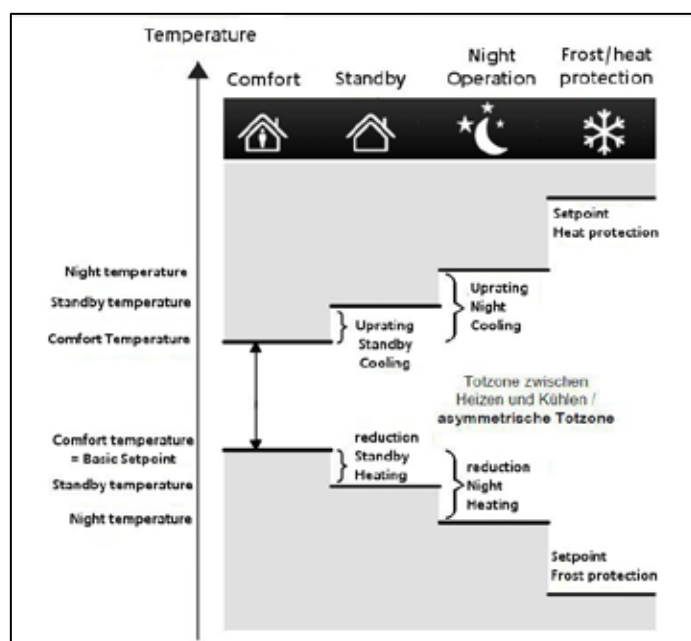 Temperature
Comfort
Standby
Night
Operation
Frost/heat
protection
Setpoint
Heat protection
Night temperature
Standby temperature
Comfort Temperature
Uprating
Standby
Cooling
Uprating
Night
Cooling
Totzone zwischen
Heizen und Kühlen /
asymmetrische Totzone
Comfort temperature
= Basic Setpoint
Standby temperature
Night temperature
reduction
Standby
Heating
reduction
Night
Heating
Setpoint
Frost protection